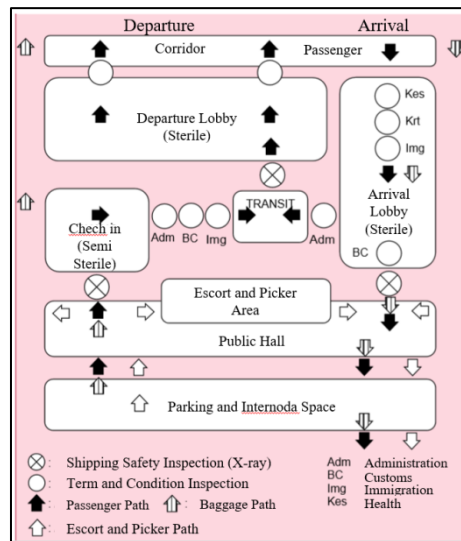 Departure Arrival
Corridor Passenger
Departure Lobby
(Sterile)
Kes
Krt
Img
Arrival
Lobby
(Sterile)
BC
Chech in
(Semi
Sterile)
Adm BC Img
TRANSIT
Adm
Escort and Picker
Area
Public Hall
Parking and Internoda Space
: Shipping Safety Inspection (X-ray)
: Term and Condition Inspection
: Passenger Path : Baggage Path
: Escort and Picker Path
Adm Administration
BC Customs
Img Immigration
Kes Health